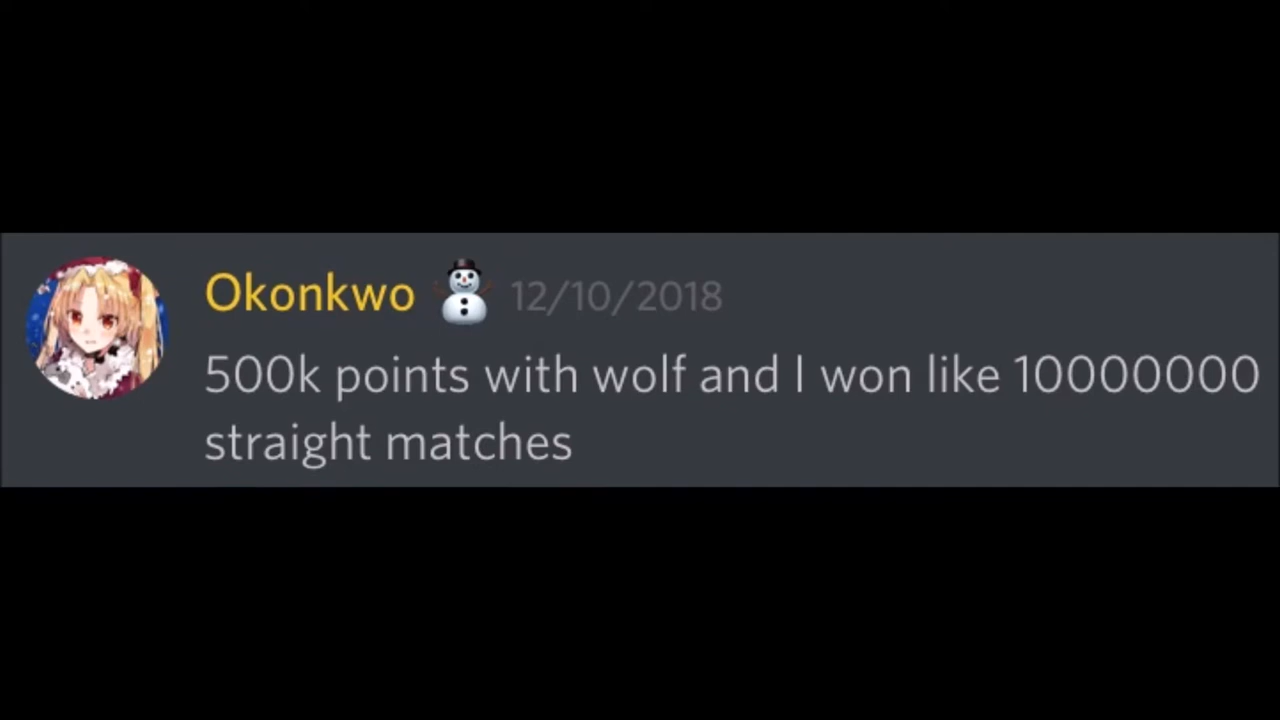 Okonkwo ⛄ 12/10/2018
500k points with wolf and I won like 10000000
straight matches